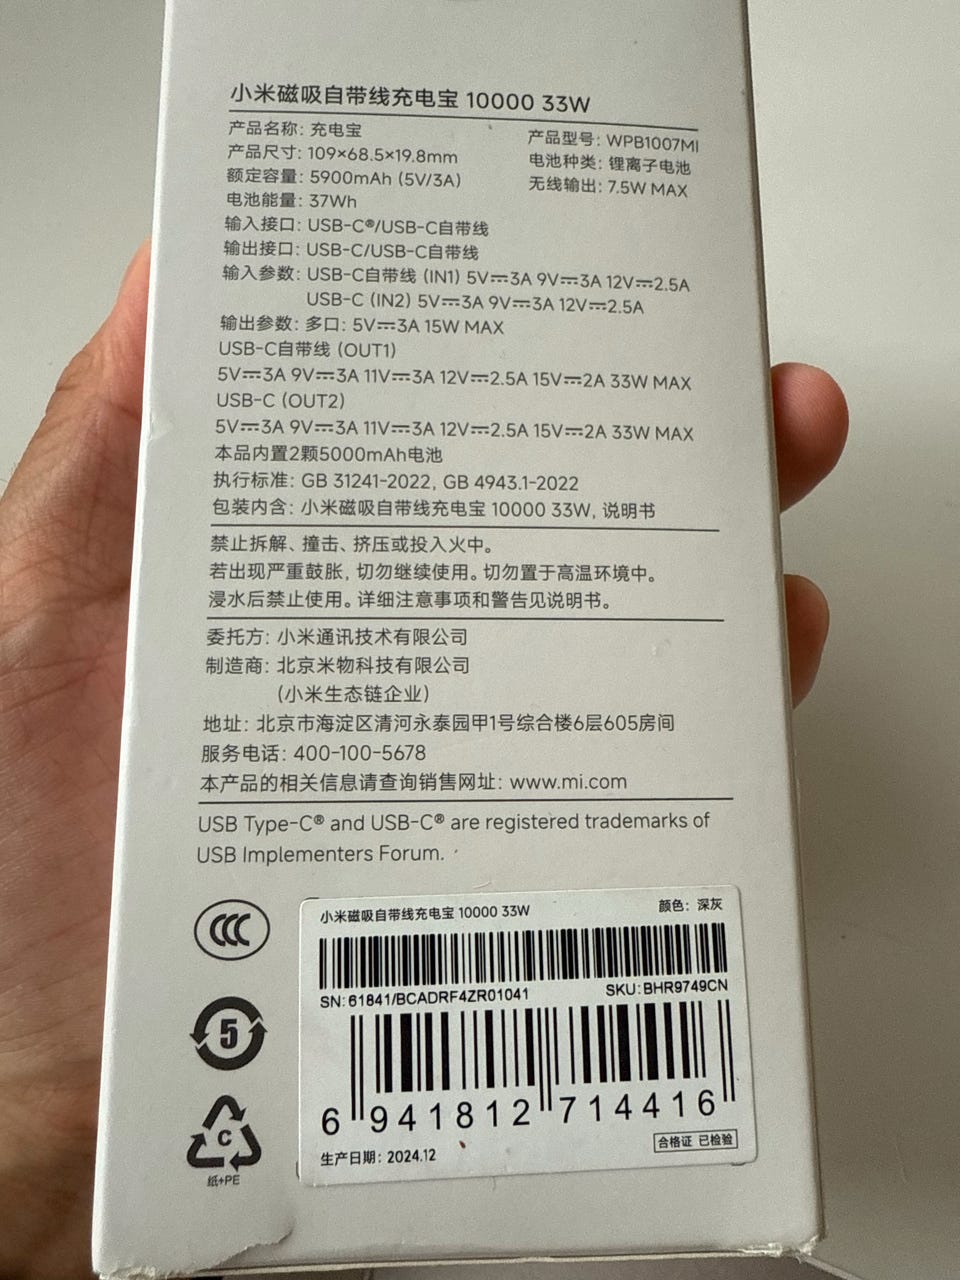 小米磁吸自带线充电宝 10000 33W
产品名称: 充电宝
产品型号: WPB1007MI
产品尺寸: 109×68.5×19.8mm
电池种类: 锂离子电池
额定容量: 5900mAh (5V/3A)
无线输出: 7.5W MAX
电池能量: 37Wh
输入接口: USB-C®/USB-C自带线
输出接口: USB-C/USB-C自带线
输入参数: USB-C自带线 (IN1) 5V⎓3A 9V⎓3A 12V⎓2.5A
USB-C (IN2) 5V⎓3A 9V⎓3A 12V⎓2.5A
输出参数: 多口: 5V⎓3A 15W MAX
USB-C自带线 (OUT1)
5V⎓3A 9V⎓3A 11V⎓3A 12V⎓2.5A 15V⎓2A 33W MAX
USB-C (OUT2)
5V⎓3A 9V⎓3A 11V⎓3A 12V⎓2.5A 15V⎓2A 33W MAX
本品内置2颗5000mAh电池
执行标准: GB 31241-2022, GB 4943.1-2022
包装内含: 小米磁吸自带线充电宝 10000 33W, 说明书
禁止拆解、撞击、挤压或投入火中。
若出现严重鼓胀, 切勿继续使用。切勿置于高温环境中。
浸水后禁止使用。详细注意事项和警告见说明书。
委托方: 小米通讯技术有限公司
制造商: 北京米物科技有限公司
(小米生态链企业)
地址: 北京市海淀区清河永泰园甲1号综合楼6层605房间
服务电话: 400-100-5678
本产品的相关信息请查询销售网址: www.mi.com
USB Type-C® and USB-C® are registered trademarks of
USB Implementers Forum.
CCC
5
C
纸+PE
小米磁吸自带线充电宝 10000 33W
颜色: 深灰
SN: 61841/BCADRF4ZR01041
SKU: BHR9749CN
6 941812 714416
生产日期: 2024.12
合格证 已检验